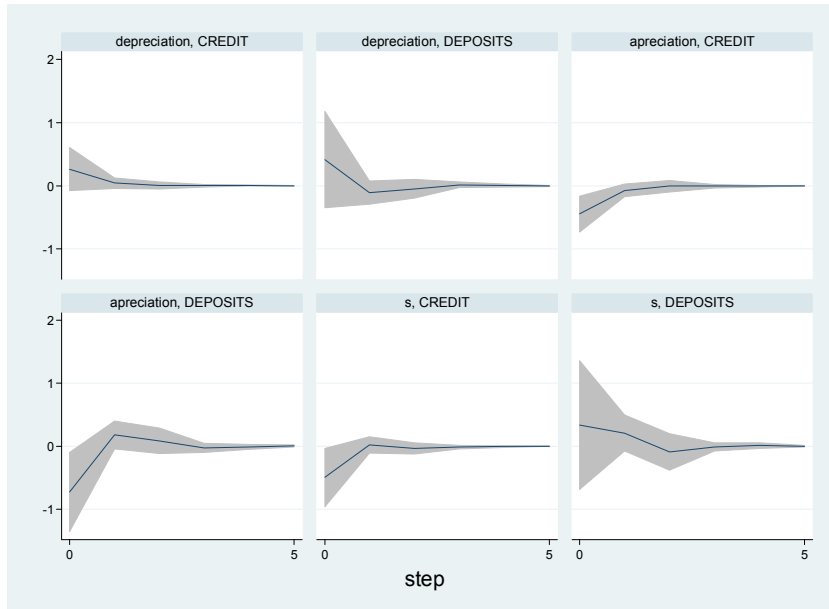 depreciation, CREDIT
depreciation, DEPOSITS
apreciation, CREDIT
2
1
0
-1
apreciation, DEPOSITS
s, CREDIT
s, DEPOSITS
2
1
0
-1
0 5 0 5 0 5
step